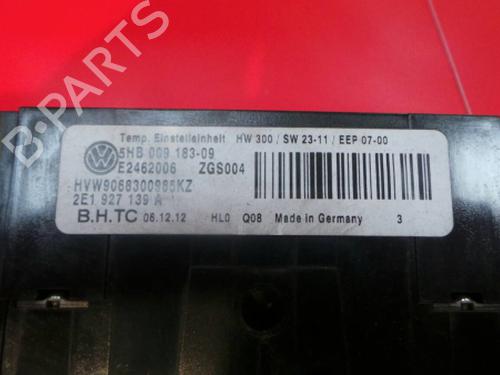 B-PARTS
Temp. Einstelleinheit HW 300 / SW 23-11 / EEP 07-00
5HB 009 183-09
E2462006 ZGS004
HVW9068300985KZ
2E1 927 139 A
B.H.TC 06.12.12 HL0 Q08 Made in Germany 3